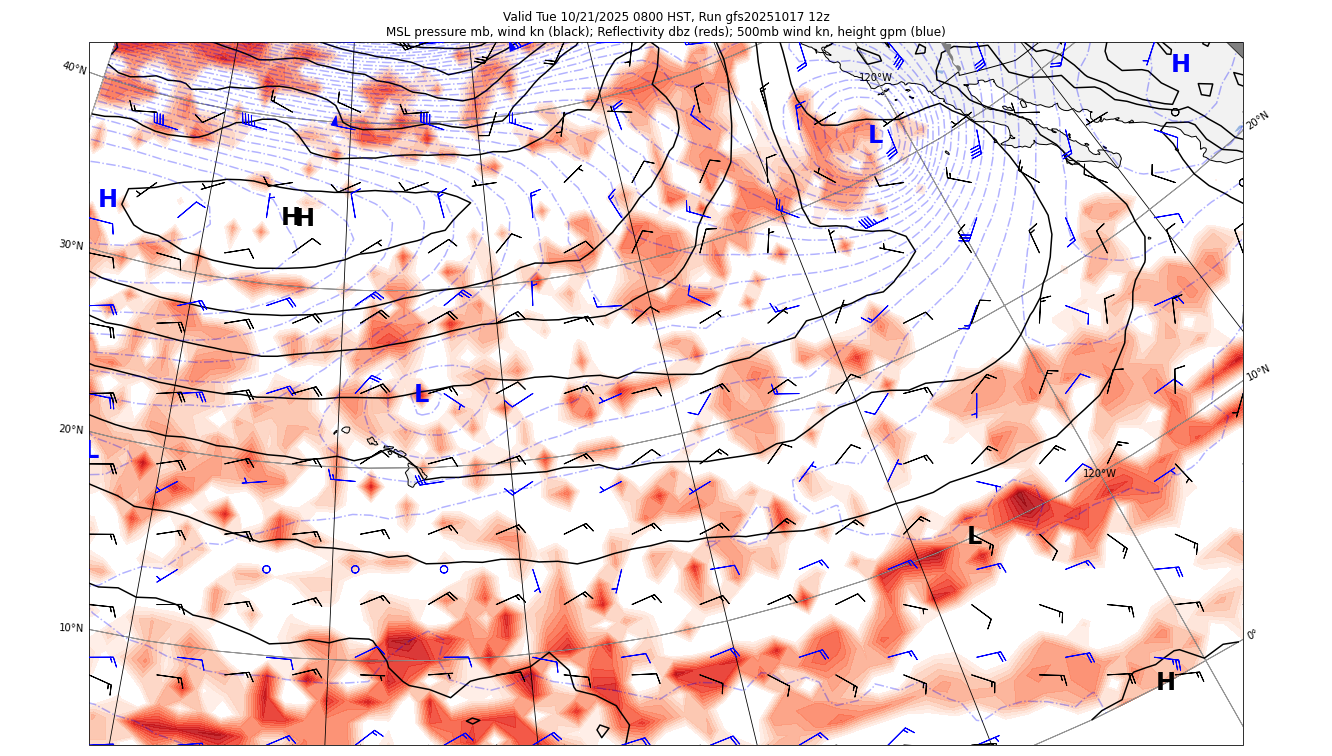 Valid Tue 10/21/2025 0800 HST, Run gfs20251017 12z
MSL pressure mb, wind kn (black); Reflectivity dbz (reds); 500mb wind kn, height gpm (blue)
40°N
120°W
H
20°N
L
H
H
H
30°N
10°N
L
20°N
L
120°W
L
10°N
0°
H